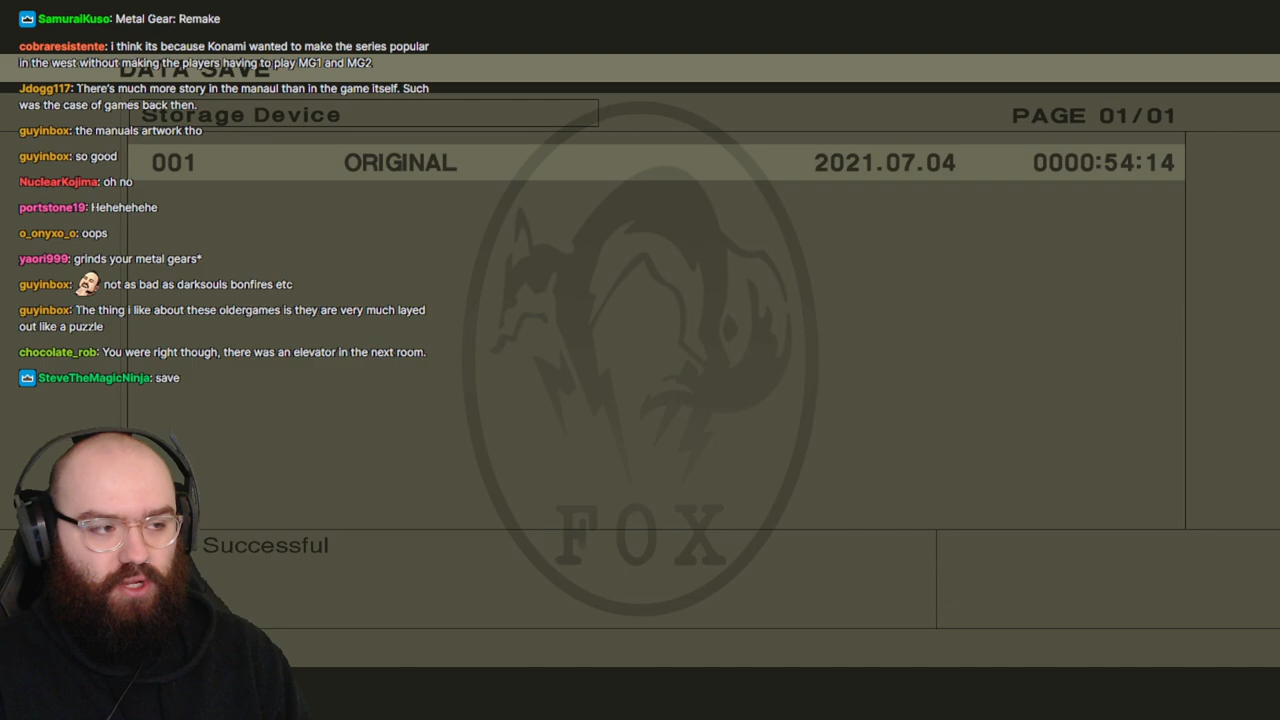 SamuraiKuso: Metal Gear: Remake
cobraresistente: i think its because Konami wanted to make the series popular
in the west without making the players having to play MG1 and MG2
DATA SAVE
Jdogg117: There's much more story in the manaul than in the game itself. Such
was the case of games back then.
Storage Device
PAGE 01/01
guyinbox: the manuals artwork tho
guyinbox: so good
001 ORIGINAL 2021.07.04 0000:54:14
NuclearKojima: oh no
portstone19: Hehehehehe
o_onyxo_o: oops
yaori999: grinds your metal gears*
guyinbox: not as bad as darksouls bonfires etc
guyinbox: The thing i like about these oldergames is they are very much layed
out like a puzzle
chocolate_rob: You were right though, there was an elevator in the next room.
SteveTheMagicNinja: save
FOX
Successful